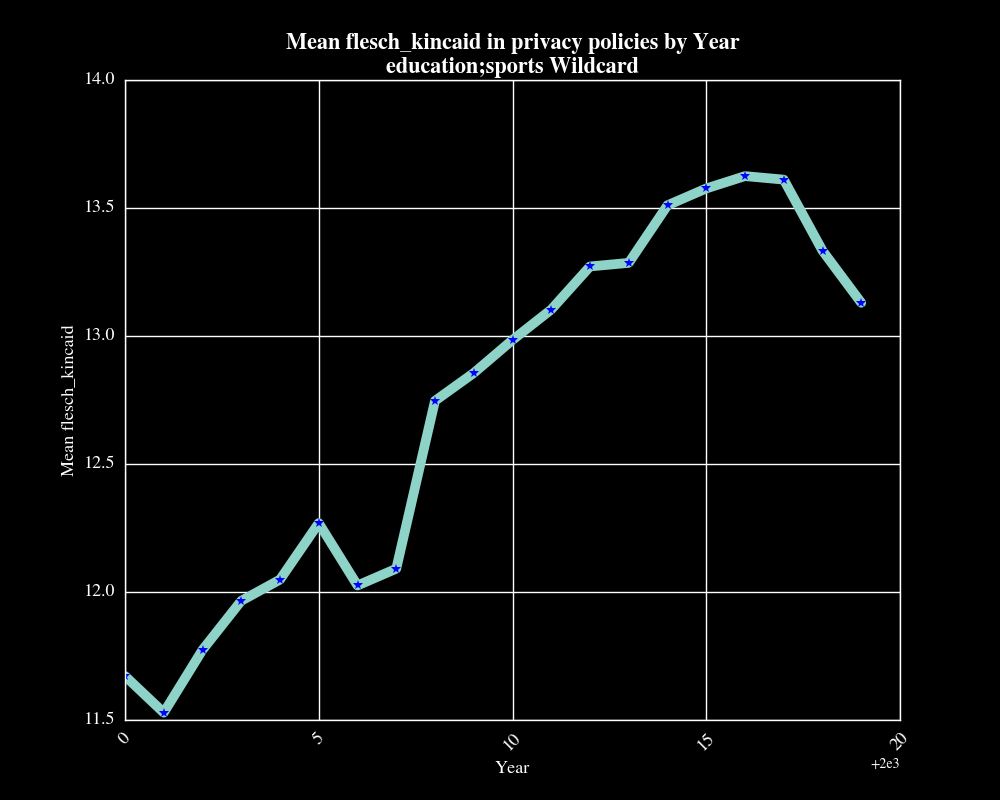 Mean flesch_kincaid in privacy policies by Year
education;sports Wildcard
14.0
13.5
13.0
12.5
12.0
11.5
Mean flesch_kincaid
0
5
10
15
20
Year
+2e3